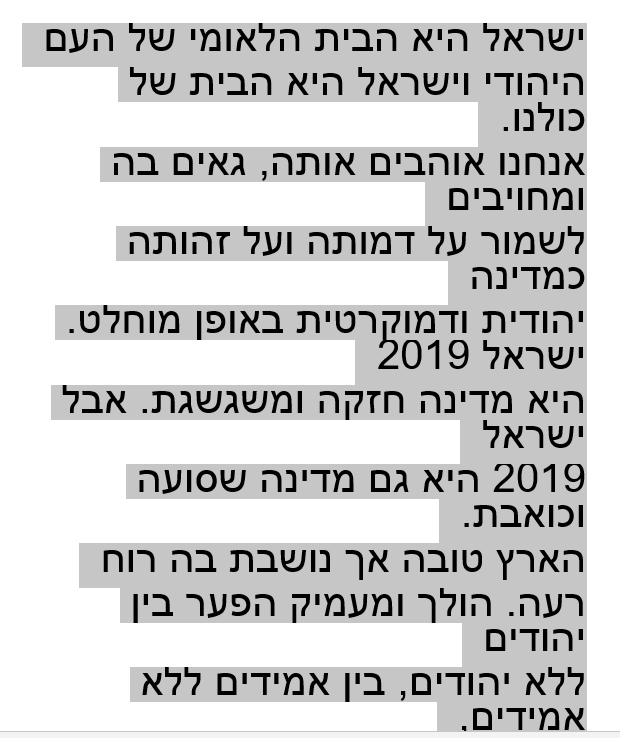 ישראל היא הבית הלאומי של העם
היהודי וישראל היא הבית של
כולנו.
אנחנו אוהבים אותה, גאים בה
ומחויבים
לשמור על דמותה ועל זהותה
כמדינה
יהודית ודמוקרטית באופן מוחלט.
ישראל 2019
היא מדינה חזקה ומשגשגת. אבל
ישראל
2019 היא גם מדינה שסועה
וכואבת.
הארץ טובה אך נושבת בה רוח
רעה. הולך ומעמיק הפער בין
יהודים
ללא יהודים, בין אמידים ללא
אמידים,